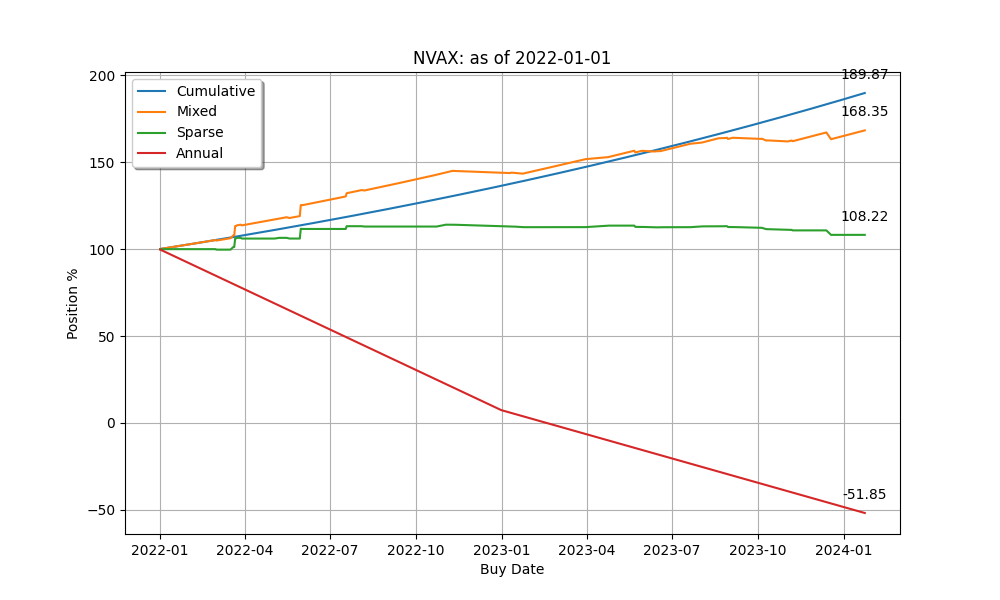 NVAX: as of 2022-01-01
Cumulative
Mixed
Sparse
Annual
189.87
168.35
108.22
-51.85
200
150
100
50
0
−50
Position %
2022-01 2022-04 2022-07 2022-10 2023-01 2023-04 2023-07 2023-10 2024-01
Buy Date